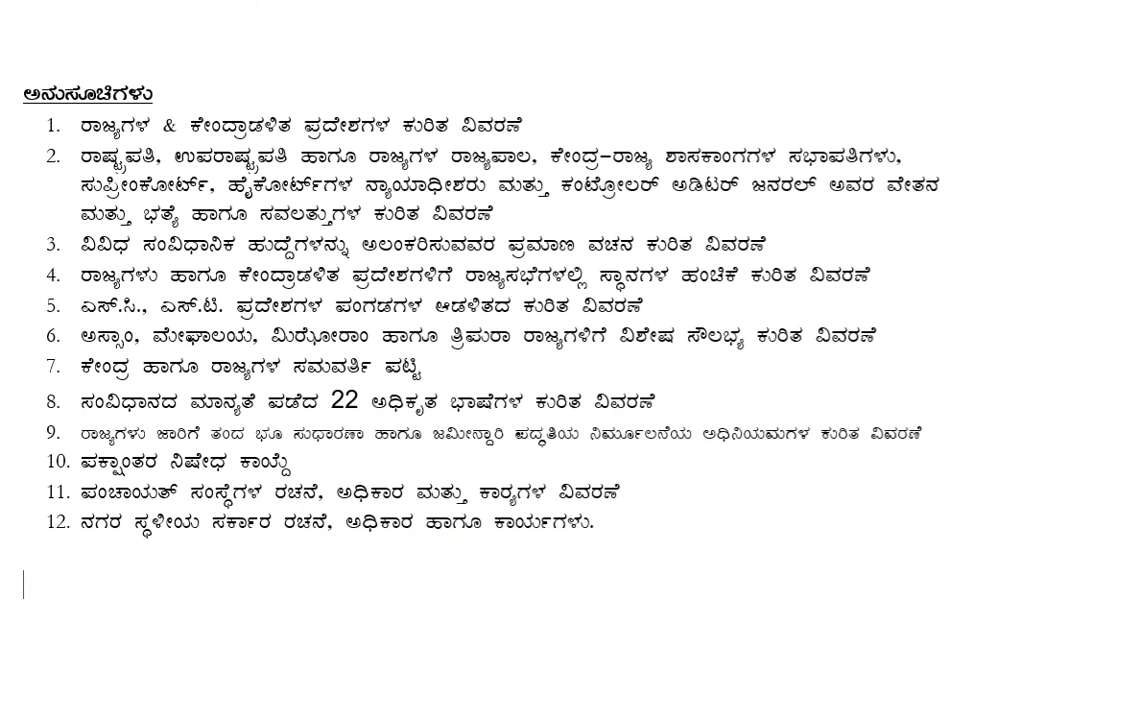 ಅನುಸೂಚಿಗಳು
1. ರಾಜ್ಯಗಳ & ಕೇಂದ್ರಾಡಳಿತ ಪ್ರದೇಶಗಳ ಕುರಿತ ವಿವರಣೆ
2. ರಾಷ್ಟ್ರಪತಿ, ಉಪರಾಷ್ಟ್ರಪತಿ ಹಾಗೂ ರಾಜ್ಯಗಳ ರಾಜ್ಯಪಾಲ, ಕೇಂದ್ರ-ರಾಜ್ಯ ಶಾಸಕಾಂಗಗಳ ಸಭಾಪತಿಗಳು,
ಸುಪ್ರೀಂಕೋರ್ಟ್, ಹೈಕೋರ್ಟ್‌ಗಳ ನ್ಯಾಯಾಧೀಶರು ಮತ್ತು ಕಂಟ್ರೋಲರ್ ಅಡಿಟರ್ ಜನರಲ್ ಅವರ ವೇತನ
ಮತ್ತು ಭತ್ಯೆ ಹಾಗೂ ಸವಲತ್ತುಗಳ ಕುರಿತ ವಿವರಣೆ
3. ವಿವಿಧ ಸಂವಿಧಾನಿಕ ಹುದ್ದೆಗಳನ್ನು ಅಲಂಕರಿಸುವವರ ಪ್ರಮಾಣ ವಚನ ಕುರಿತ ವಿವರಣೆ
4. ರಾಜ್ಯಗಳು ಹಾಗೂ ಕೇಂದ್ರಾಡಳಿತ ಪ್ರದೇಶಗಳಿಗೆ ರಾಜ್ಯಸಭೆಗಳಲ್ಲಿ ಸ್ಥಾನಗಳ ಹಂಚಿಕೆ ಕುರಿತ ವಿವರಣೆ
5. ಎಸ್.ಸಿ., ಎಸ್.ಟಿ. ಪ್ರದೇಶಗಳ ಪಂಗಡಗಳ ಆಡಳಿತದ ಕುರಿತ ವಿವರಣೆ
6. ಅಸ್ಸಾಂ, ಮೇಘಾಲಯ, ಮಿಝೋರಾಂ ಹಾಗೂ ತ್ರಿಪುರಾ ರಾಜ್ಯಗಳಿಗೆ ವಿಶೇಷ ಸೌಲಭ್ಯ ಕುರಿತ ವಿವರಣೆ
7. ಕೇಂದ್ರ ಹಾಗೂ ರಾಜ್ಯಗಳ ಸಮವರ್ತಿ ಪಟ್ಟಿ
8. ಸಂವಿಧಾನದ ಮಾನ್ಯತೆ ಪಡೆದ 22 ಅಧಿಕೃತ ಭಾಷೆಗಳ ಕುರಿತ ವಿವರಣೆ
9. ರಾಜ್ಯಗಳು ಜಾರಿಗೆ ತಂದ ಭೂ ಸುಧಾರಣಾ ಹಾಗೂ ಜಮೀನ್ದಾರಿ ಪದ್ಧತಿಯ ನಿರ್ಮೂಲನೆಯ ಅಧಿನಿಯಮಗಳ ಕುರಿತ ವಿವರಣೆ
10. ಪಕ್ಷಾಂತರ ನಿಷೇಧ ಕಾಯ್ದೆ
11. ಪಂಚಾಯತ್ ಸಂಸ್ಥೆಗಳ ರಚನೆ, ಅಧಿಕಾರ ಮತ್ತು ಕಾರ‍್ಯಗಳ ವಿವರಣೆ
12. ನಗರ ಸ್ಥಳೀಯ ಸರ್ಕಾರ ರಚನೆ, ಅಧಿಕಾರ ಹಾಗೂ ಕಾರ್ಯಗಳು.